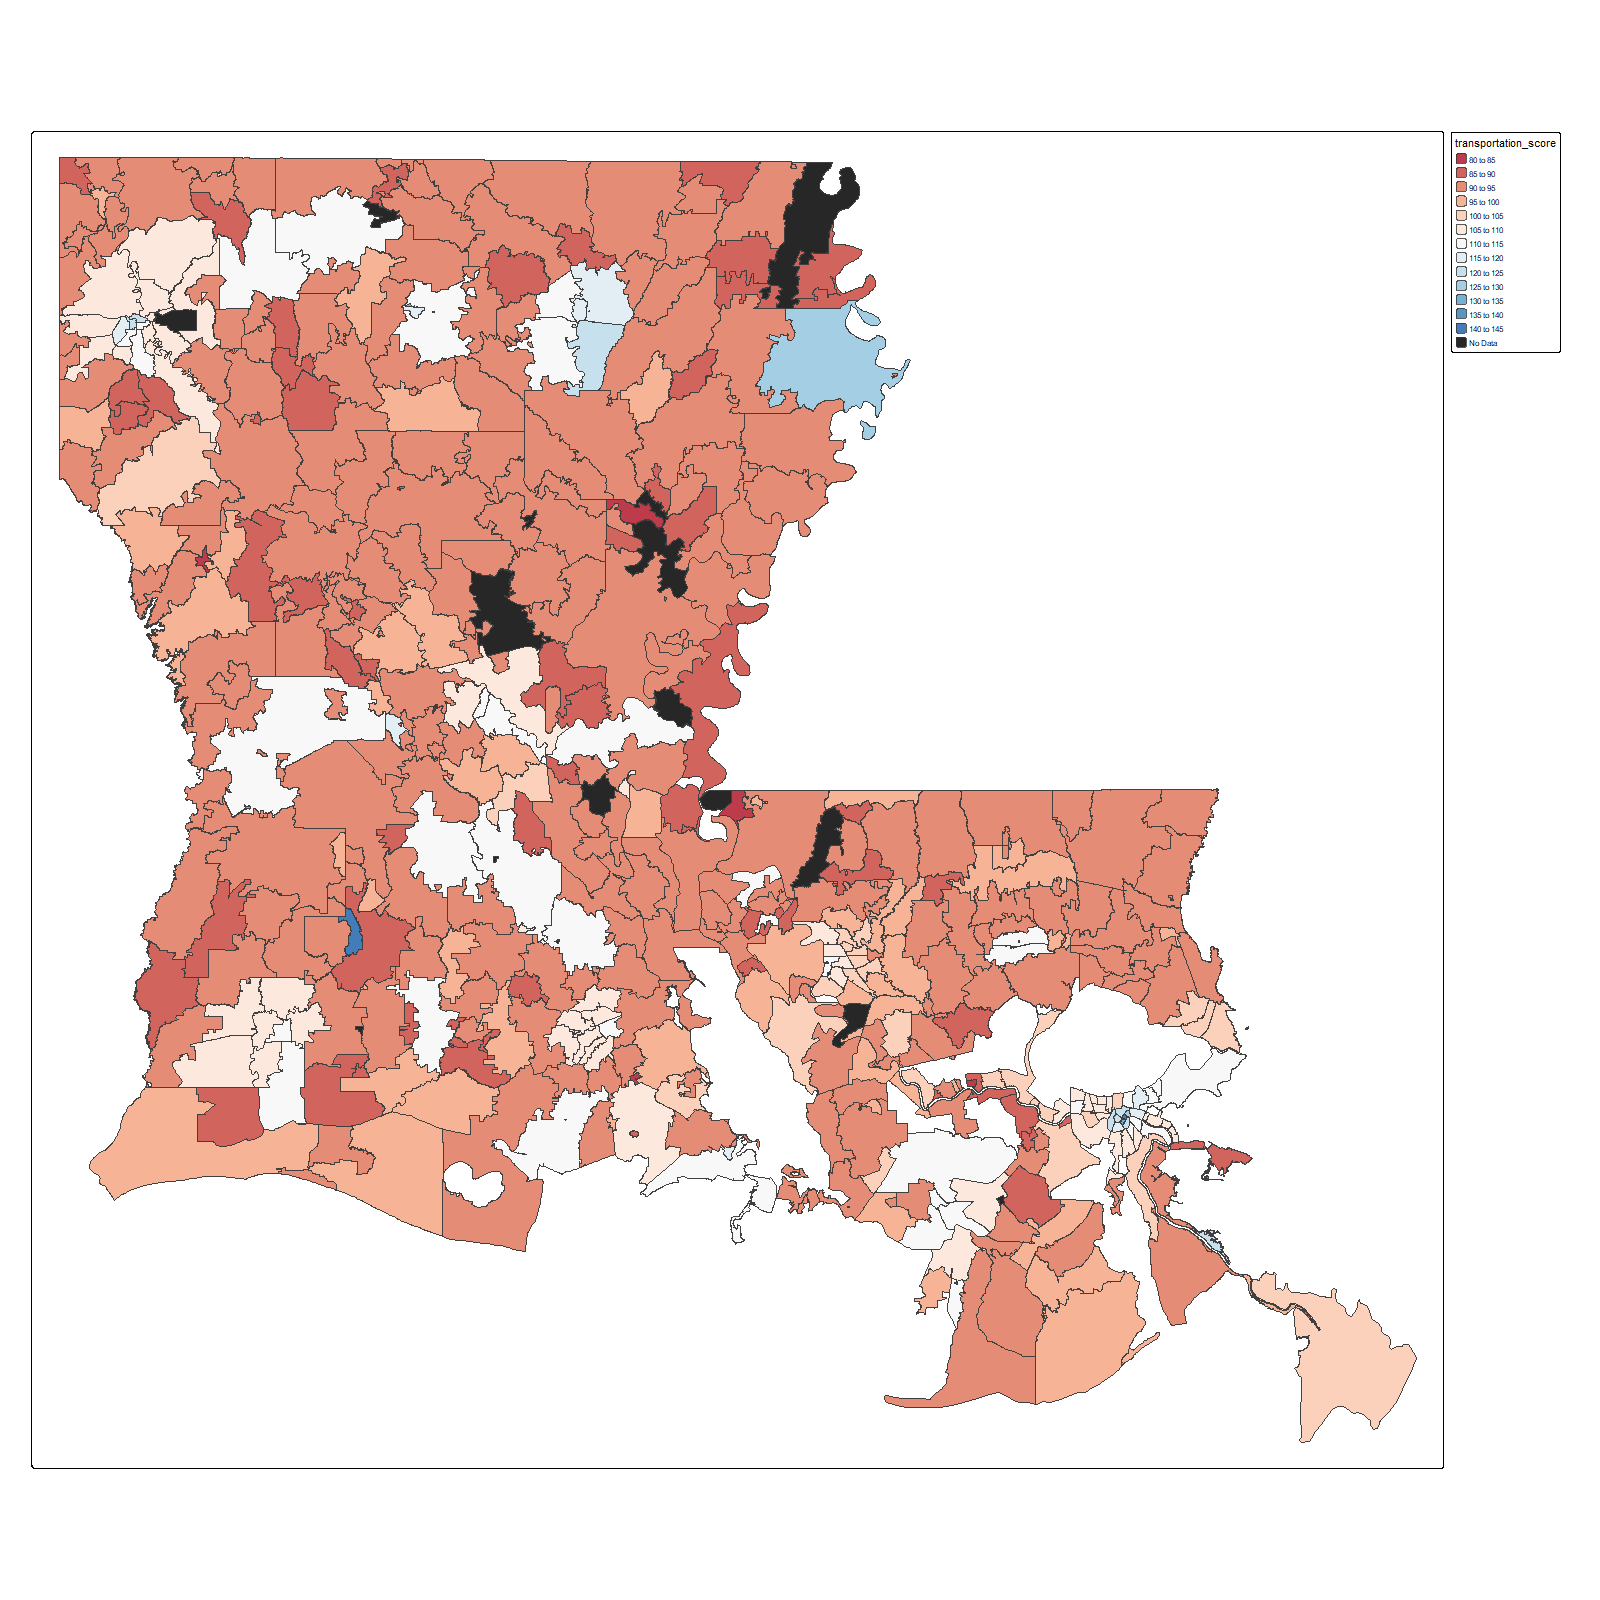 transportation_score
80 to 85
85 to 90
90 to 95
95 to 100
100 to 105
105 to 110
110 to 115
115 to 120
120 to 125
125 to 130
130 to 135
135 to 140
140 to 145
No Data